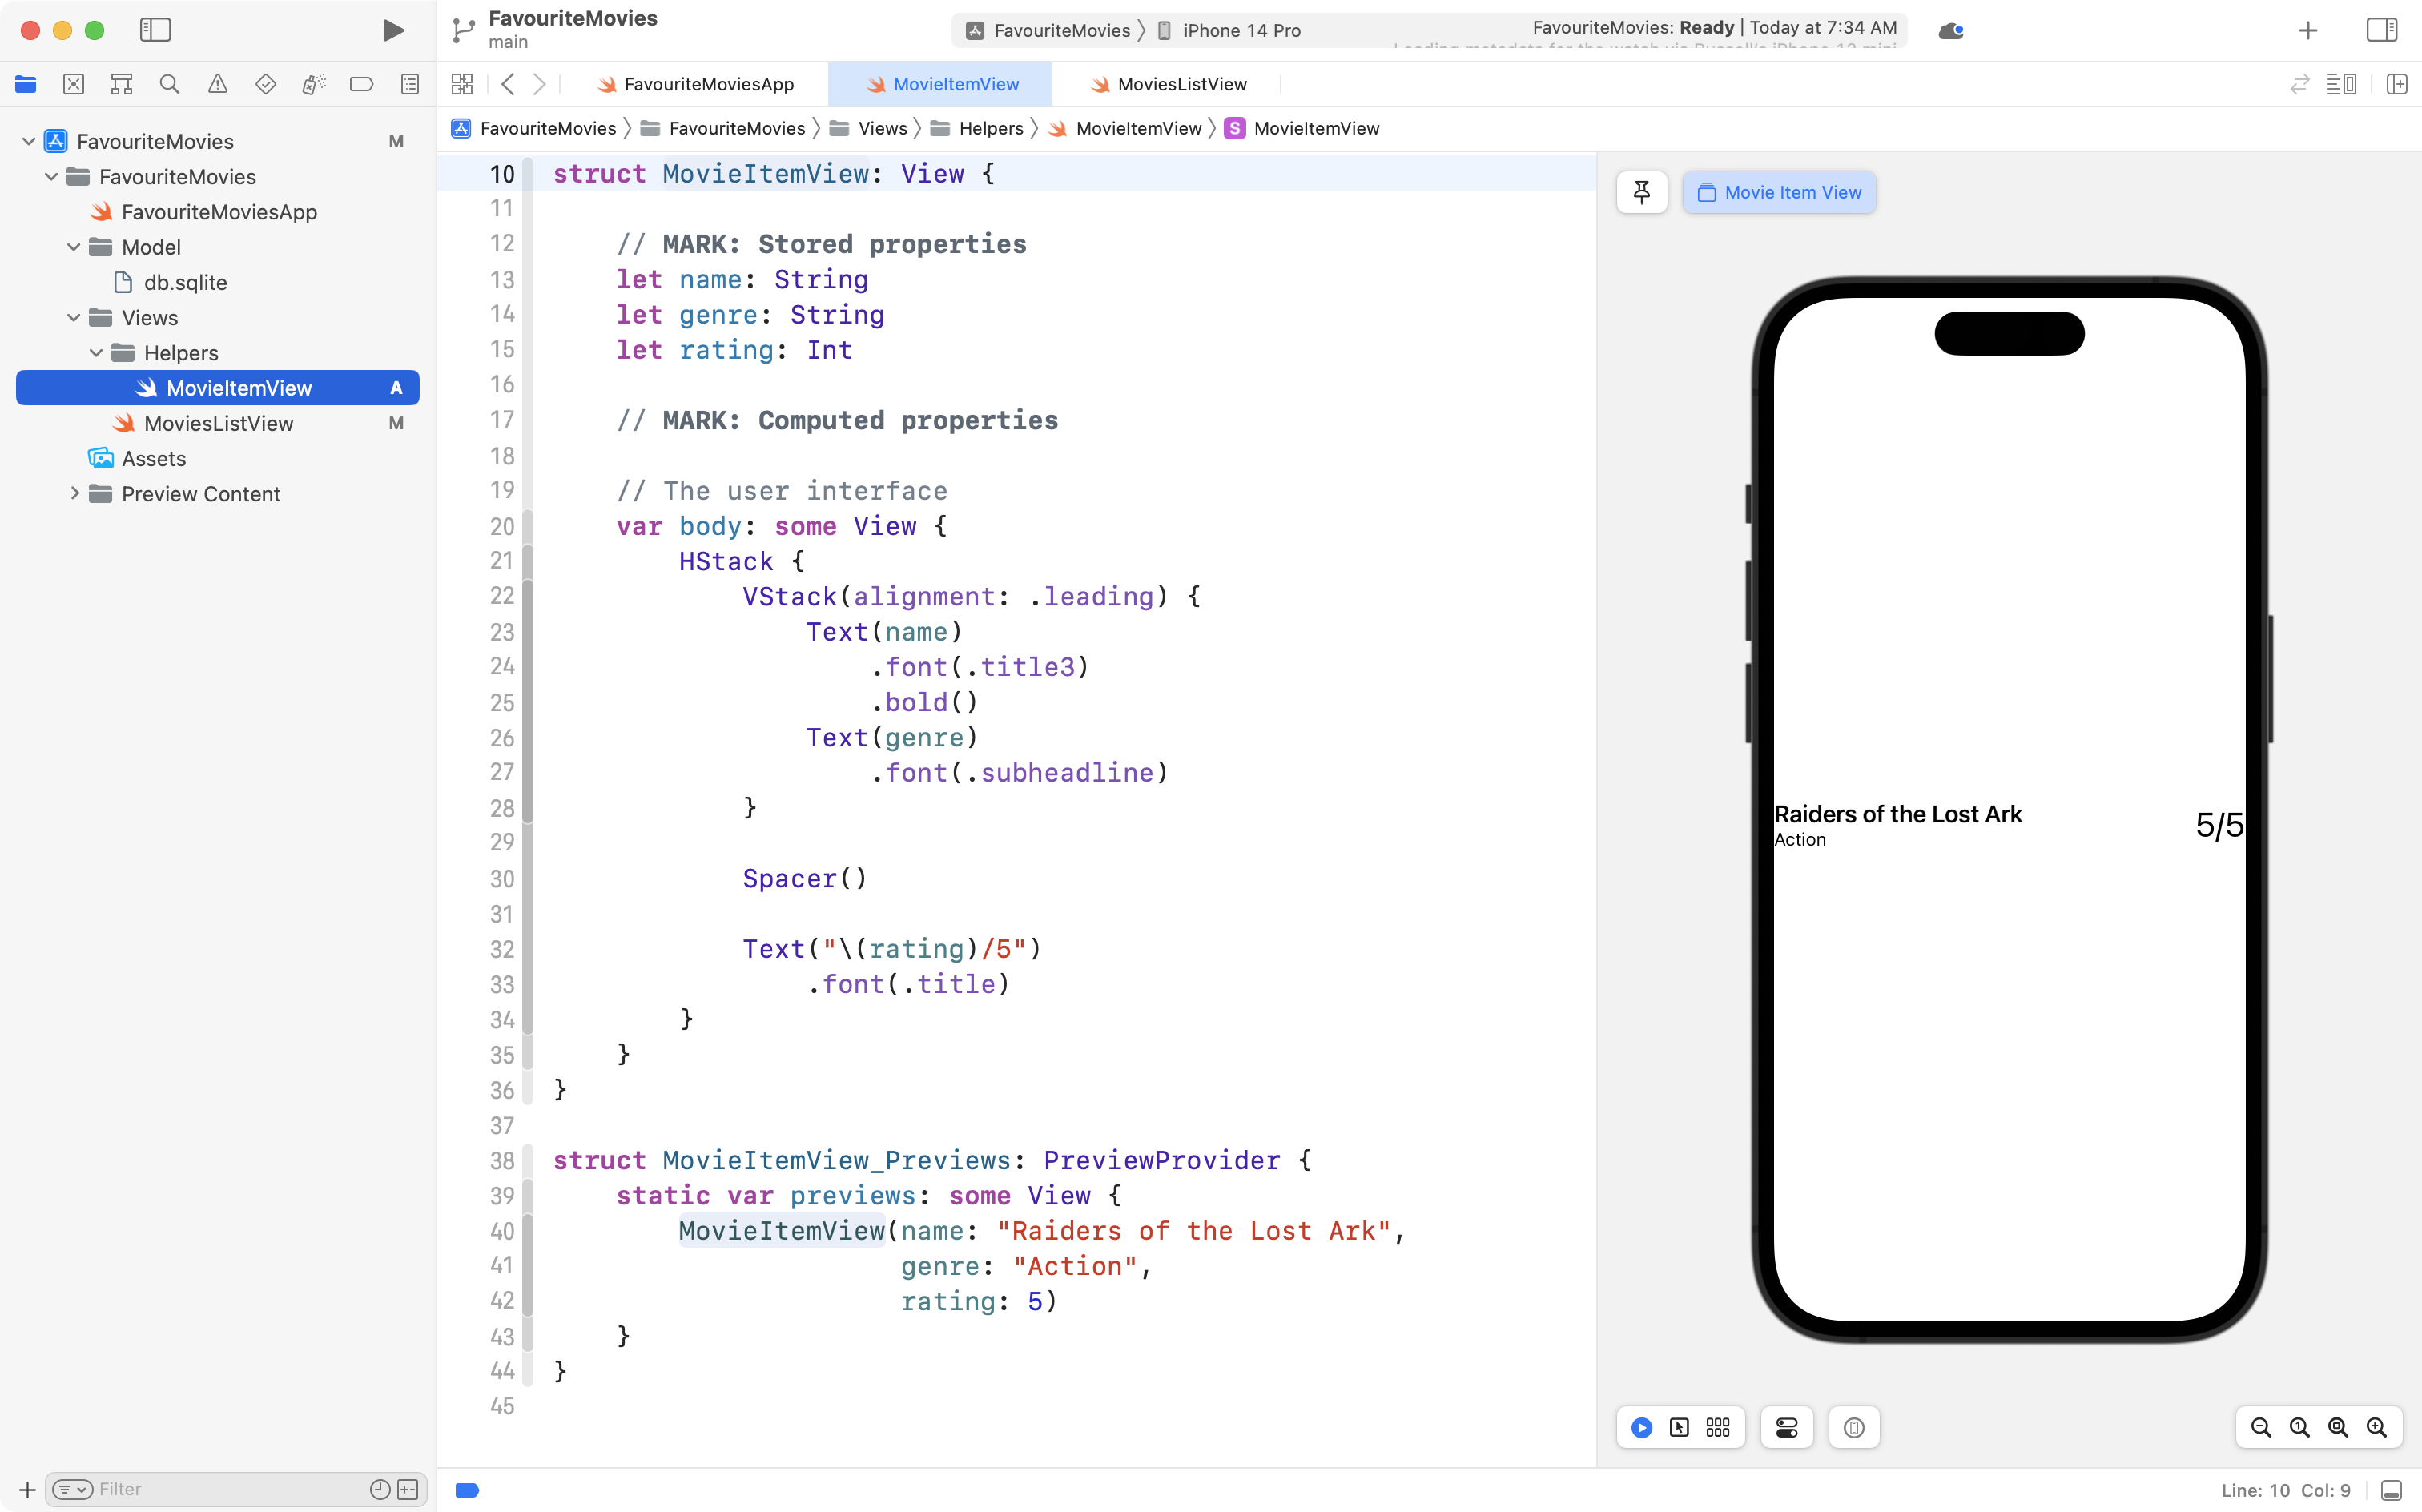 FavouriteMovies
main
FavouriteMovies
iPhone 14 Pro
FavouriteMovies: Ready | Today at 7:34 AM
FavouriteMoviesApp
MovieItemView
MoviesListView
FavouriteMovies
FavouriteMovies
Views
Helpers
MovieItemView
S
MovieItemView
FavouriteMovies M
FavouriteMovies
FavouriteMoviesApp
Model
db.sqlite
Views
Helpers
MovieItemView A
MoviesListView M
Assets
Preview Content
Filter
10 struct MovieItemView: View {
11
12 // MARK: Stored properties
13 let name: String
14 let genre: String
15 let rating: Int
16
17 // MARK: Computed properties
18
19 // The user interface
20 var body: some View {
21 HStack {
22 VStack(alignment: .leading) {
23 Text(name)
24 .font(.title3)
25 .bold()
26 Text(genre)
27 .font(.subheadline)
28 }
29
30 Spacer()
31
32 Text("\(rating)/5")
33 .font(.title)
34 }
35 }
36 }
37
38 struct MovieItemView_Previews: PreviewProvider {
39 static var previews: some View {
40 MovieItemView(name: "Raiders of the Lost Ark",
41 genre: "Action",
42 rating: 5)
43 }
44 }
45
Movie Item View
Raiders of the Lost Ark
Action
5/5
Line: 10 Col: 9